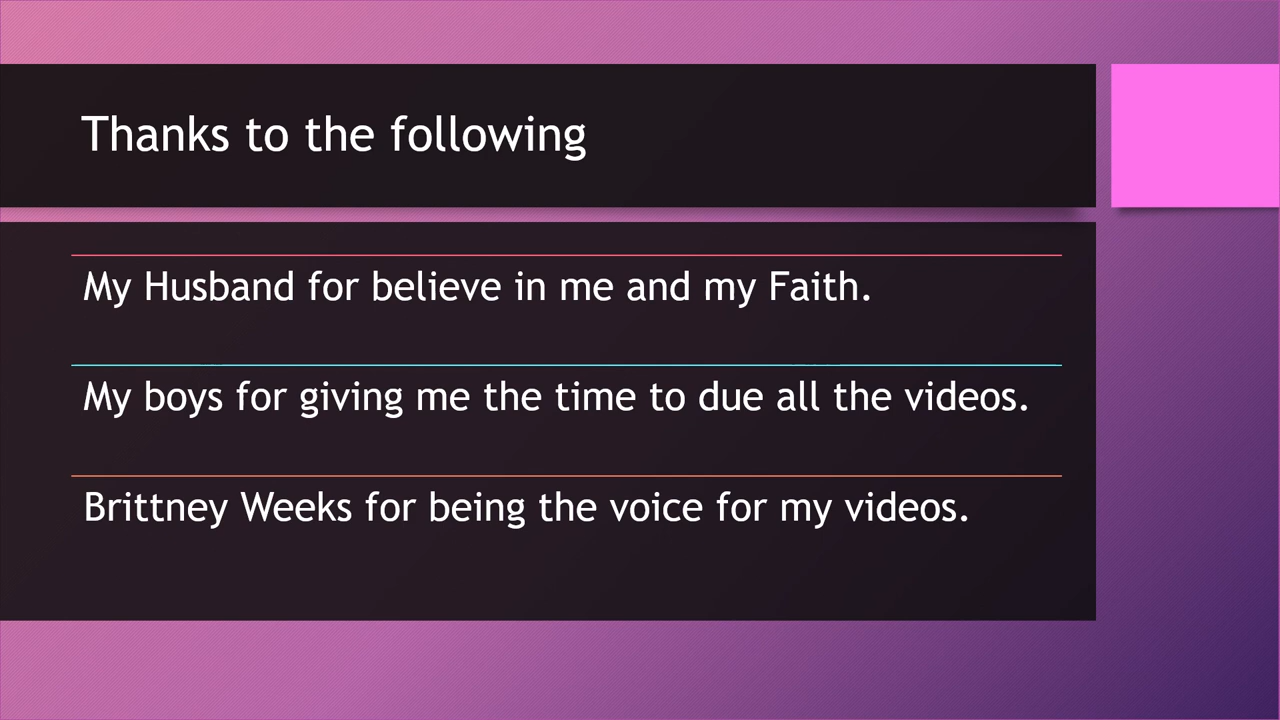 Thanks to the following
My Husband for believe in me and my Faith.
My boys for giving me the time to due all the videos.
Brittney Weeks for being the voice for my videos.